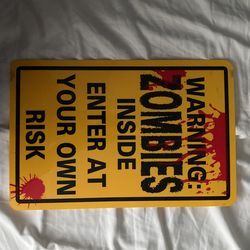 WARNING:
ZOMBIES
INSIDE
ENTER AT
YOUR OWN
RISK